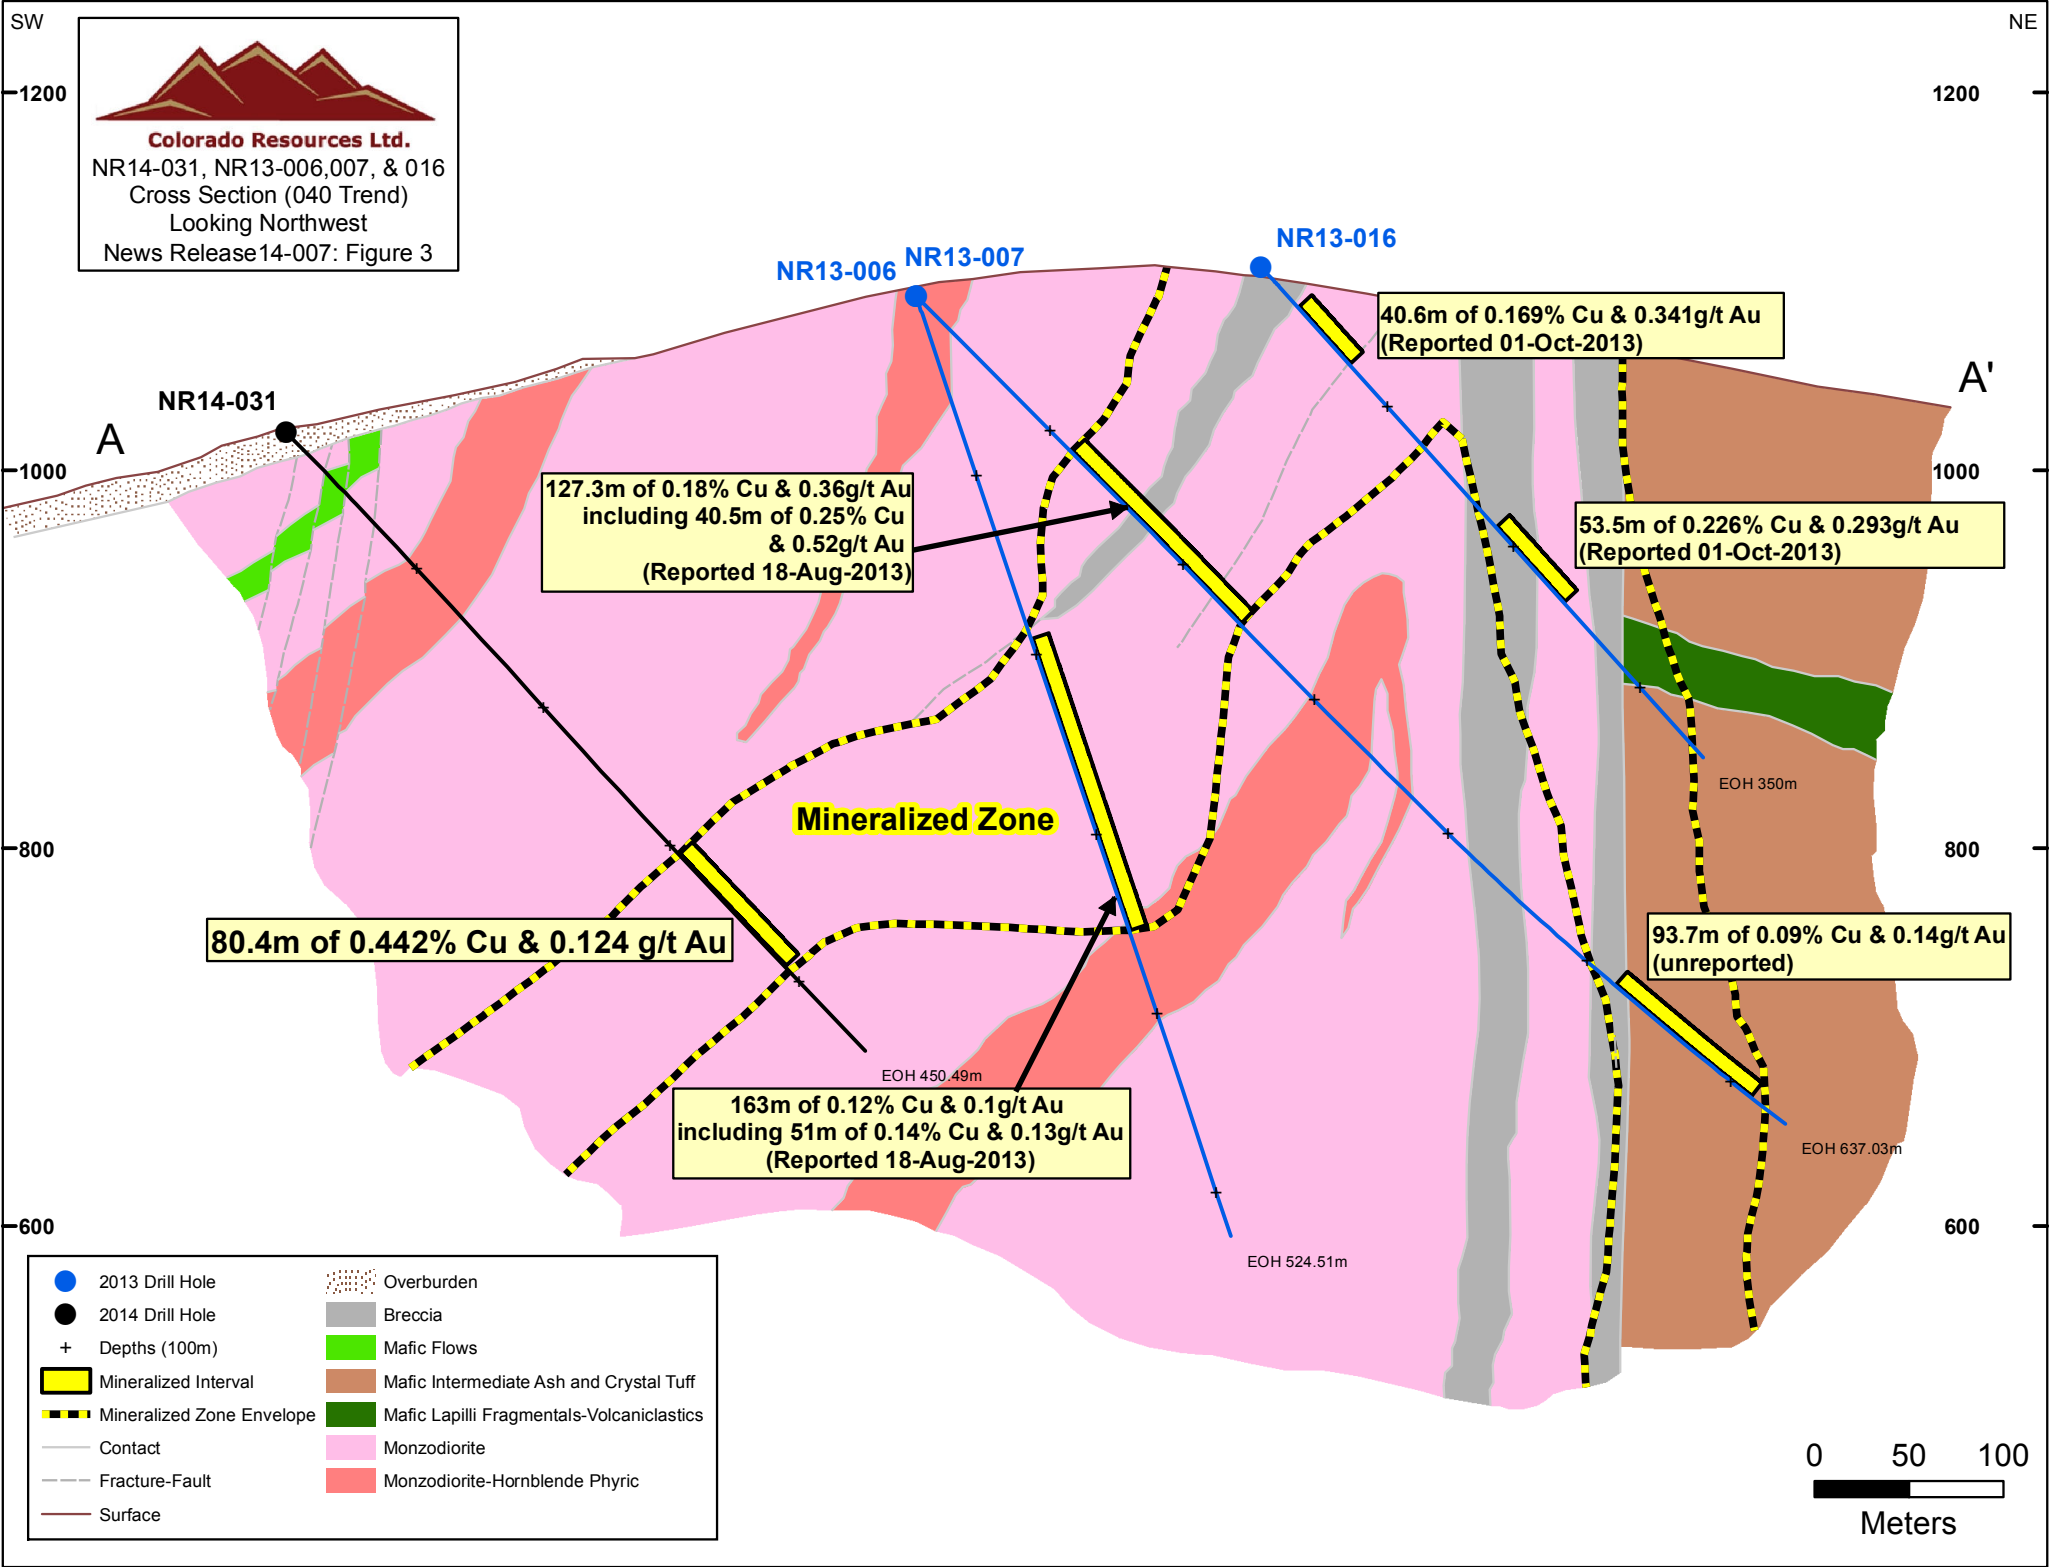 SW
NE
1200
1200
Colorado Resources Ltd.
NR14-031, NR13-006,007, & 016
Cross Section (040 Trend)
Looking Northwest
News Release14-007: Figure 3
NR13-016
NR13-006
NR13-007
40.6m of 0.169% Cu & 0.341g/t Au
(Reported 01-Oct-2013)
A'
NR14-031
A
1000
1000
127.3m of 0.18% Cu & 0.36g/t Au
including 40.5m of 0.25% Cu
& 0.52g/t Au
(Reported 18-Aug-2013)
53.5m of 0.226% Cu & 0.293g/t Au
(Reported 01-Oct-2013)
EOH 350m
Mineralized Zone
800
800
80.4m of 0.442% Cu & 0.124 g/t Au
93.7m of 0.09% Cu & 0.14g/t Au
(unreported)
EOH 450.49m
163m of 0.12% Cu & 0.1g/t Au
including 51m of 0.14% Cu & 0.13g/t Au
(Reported 18-Aug-2013)
EOH 637.03m
600
600
EOH 524.51m
2013 Drill Hole
2014 Drill Hole
Depths (100m)
Mineralized Interval
Mineralized Zone Envelope
Contact
Fracture-Fault
Surface
Overburden
Breccia
Mafic Flows
Mafic Intermediate Ash and Crystal Tuff
Mafic Lapilli Fragmentals-Volcaniclastics
Monzodiorite
Monzodiorite-Hornblende Phyric
0 50 100
Meters